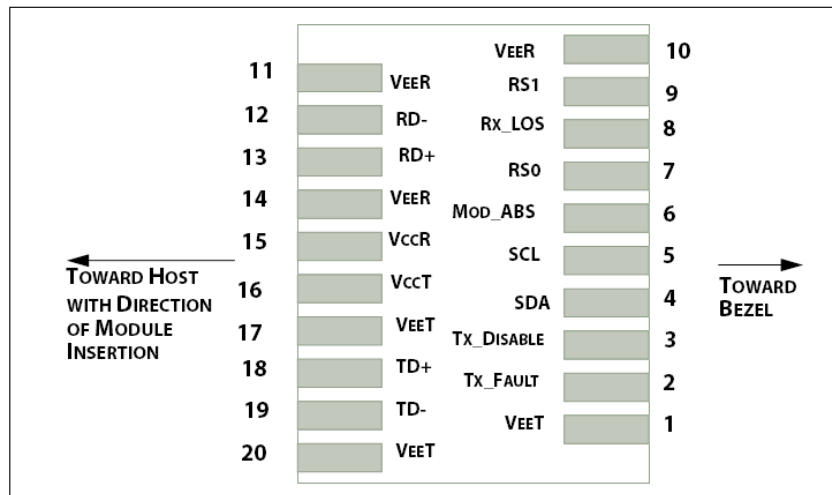 11 VEER
12 RD-
13 RD+
14 VEER
15 VCCR
16 VCCT
17 VEET
18 TD+
19 TD-
20 VEET
TOWARD HOST
WITH DIRECTION
OF MODULE
INSERTION
VEER 10
RS1 9
RX_LOS 8
RS0 7
MOD_ABS 6
SCL 5
SDA 4
TX_DISABLE 3
TX_FAULT 2
VEET 1
TOWARD
BEZEL